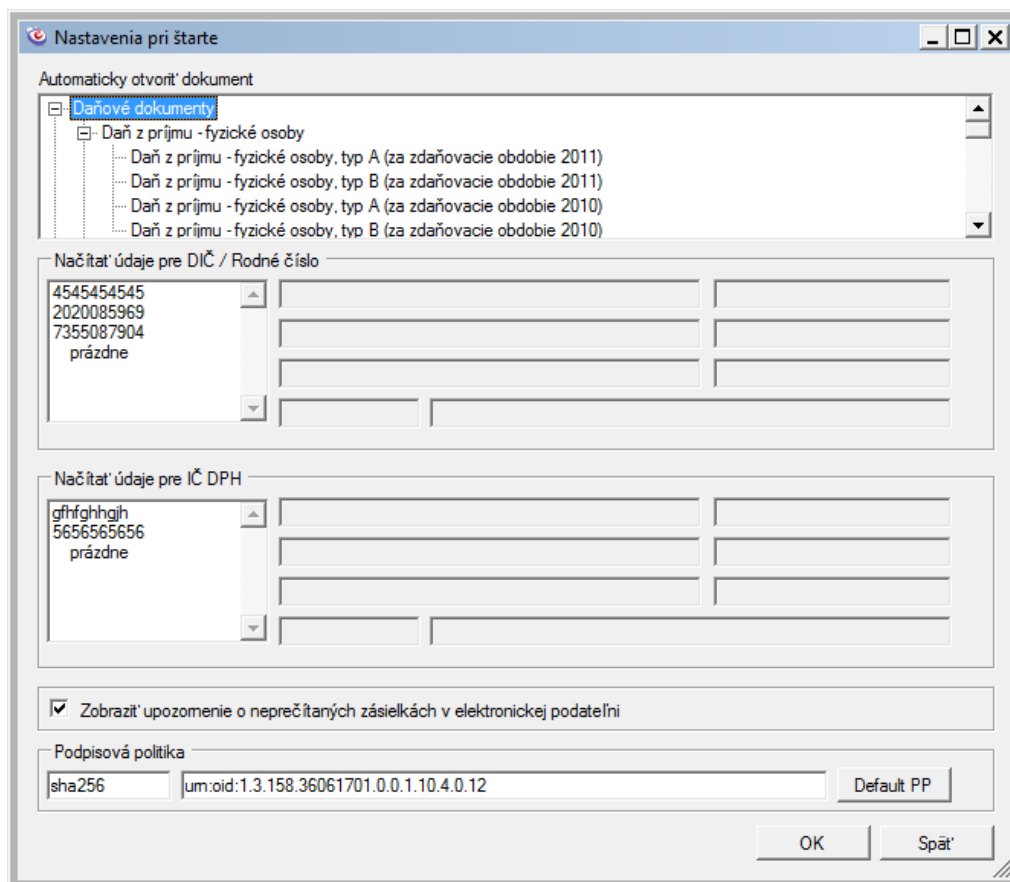 Nastavenia pri štarte
Automaticky otvoriť dokument
Daňové dokumenty
Daň z príjmu - fyzické osoby
Daň z príjmu - fyzické osoby, typ A (za zdaňovacie obdobie 2011)
Daň z príjmu - fyzické osoby, typ B (za zdaňovacie obdobie 2011)
Daň z príjmu - fyzické osoby, typ A (za zdaňovacie obdobie 2010)
Daň z príjmu - fyzické osoby, typ B (za zdaňovacie obdobie 2010)
Načítať údaje pre DIČ / Rodné číslo
4545454545
2020085969
7355087904
prázdne
Načítať údaje pre IČ DPH
gfhfghhgjh
5656565656
prázdne
Zobraziť upozornenie o neprečítaných zásielkách v elektronickej podateľni
Podpisová politika
sha256 urn:oid:1.3.158.36061701.0.0.1.10.4.0.12 Default PP
OK Späť